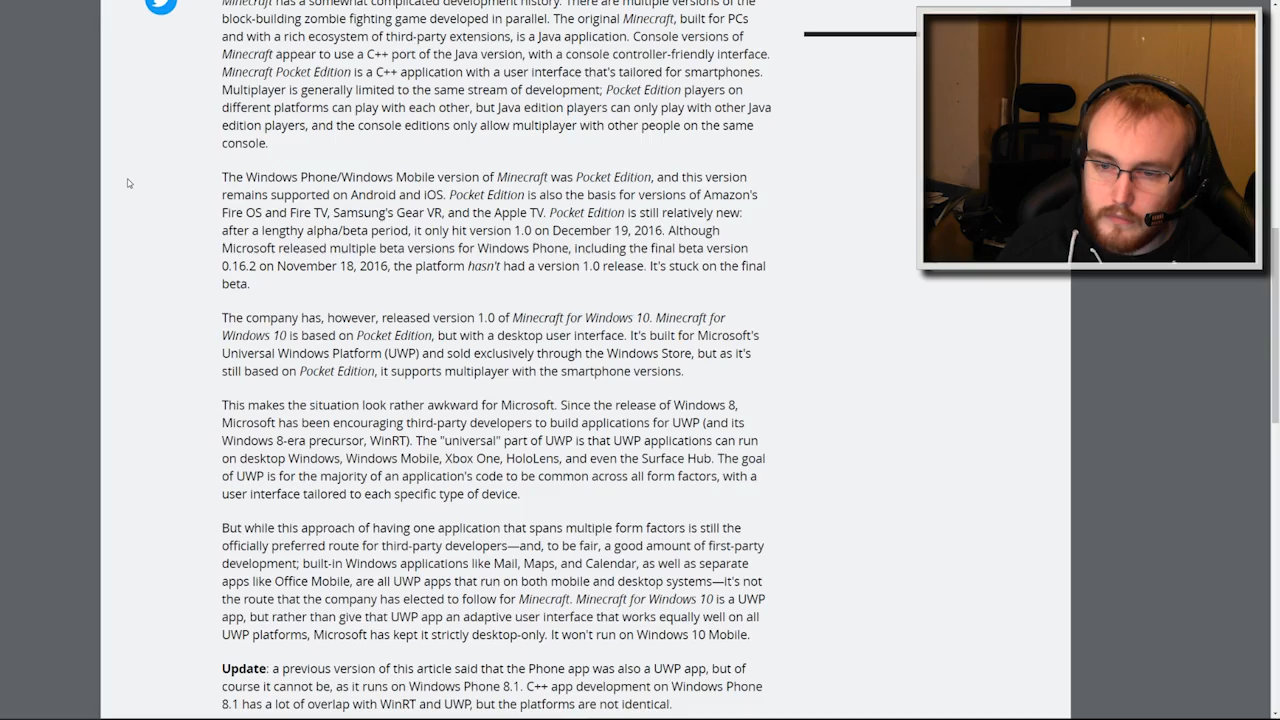 Minecraft has a somewhat complicated development history. There are multiple versions of the
block-building zombie fighting game developed in parallel. The original Minecraft, built for PCs
and with a rich ecosystem of third-party extensions, is a Java application. Console versions of
Minecraft appear to use a C++ port of the Java version, with a console controller-friendly interface.
Minecraft Pocket Edition is a C++ application with a user interface that's tailored for smartphones.
Multiplayer is generally limited to the same stream of development; Pocket Edition players on
different platforms can play with each other, but Java edition players can only play with other Java
edition players, and the console editions only allow multiplayer with other people on the same
console.
The Windows Phone/Windows Mobile version of Minecraft was Pocket Edition, and this version
remains supported on Android and iOS. Pocket Edition is also the basis for versions of Amazon's
Fire OS and Fire TV, Samsung's Gear VR, and the Apple TV. Pocket Edition is still relatively new:
after a lengthy alpha/beta period, it only hit version 1.0 on December 19, 2016. Although
Microsoft released multiple beta versions for Windows Phone, including the final beta version
0.16.2 on November 18, 2016, the platform hasn't had a version 1.0 release. It's stuck on the final
beta.
The company has, however, released version 1.0 of Minecraft for Windows 10. Minecraft for
Windows 10 is based on Pocket Edition, but with a desktop user interface. It's built for Microsoft's
Universal Windows Platform (UWP) and sold exclusively through the Windows Store, but as it's
still based on Pocket Edition, it supports multiplayer with the smartphone versions.
This makes the situation look rather awkward for Microsoft. Since the release of Windows 8,
Microsoft has been encouraging third-party developers to build applications for UWP (and its
Windows 8-era precursor, WinRT). The "universal" part of UWP is that UWP applications can run
on desktop Windows, Windows Mobile, Xbox One, HoloLens, and even the Surface Hub. The goal
of UWP is for the majority of an application's code to be common across all form factors, with a
user interface tailored to each specific type of device.
But while this approach of having one application that spans multiple form factors is still the
officially preferred route for third-party developers—and, to be fair, a good amount of first-party
development; built-in Windows applications like Mail, Maps, and Calendar, as well as separate
apps like Office Mobile, are all UWP apps that run on both mobile and desktop systems—it's not
the route that the company has elected to follow for Minecraft. Minecraft for Windows 10 is a UWP
app, but rather than give that UWP app an adaptive user interface that works equally well on all
UWP platforms, Microsoft has kept it strictly desktop-only. It won't run on Windows 10 Mobile.
Update: a previous version of this article said that the Phone app was also a UWP app, but of
course it cannot be, as it runs on Windows Phone 8.1. C++ app development on Windows Phone
8.1 has a lot of overlap with WinRT and UWP, but the platforms are not identical.